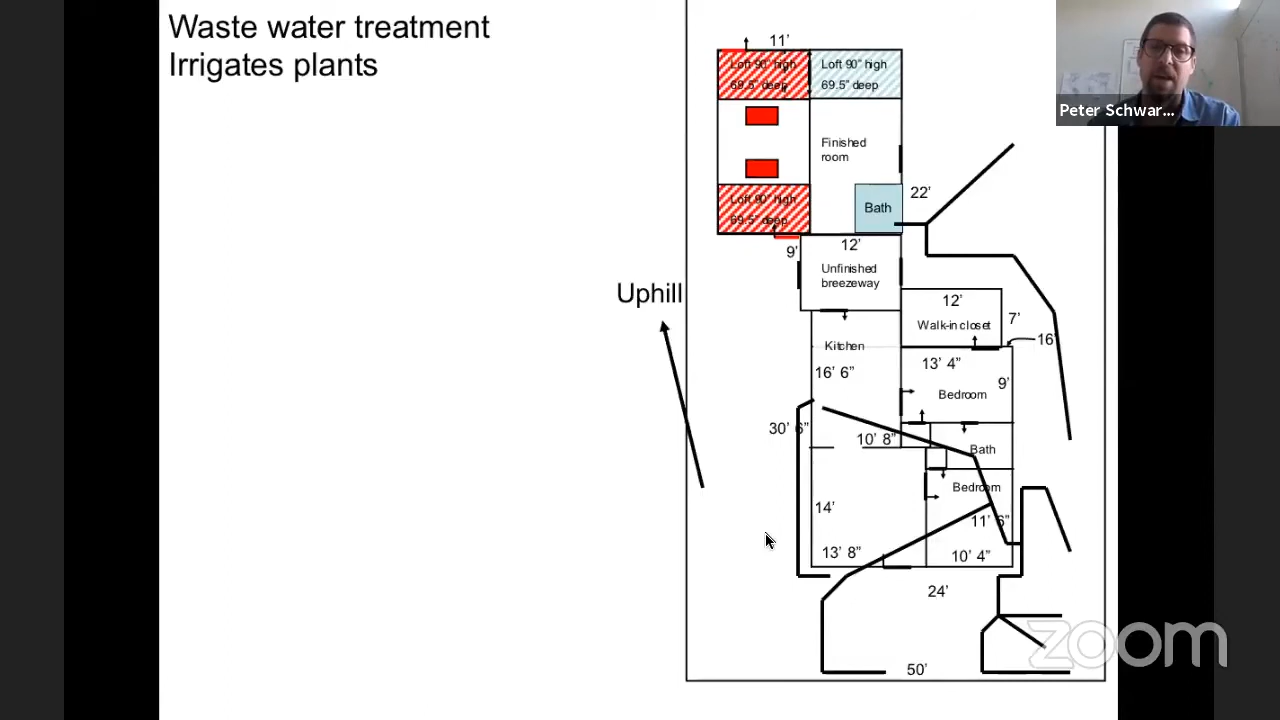 Waste water treatment
Irrigates plants
Peter Schwar...
11’
Loft 90” high
69.5” deep
Loft 90” high
69.5” deep
Finished
room
Loft 90” high
69.5” deep
Bath
22’
9’
12’
Unfinished
breezeway
Uphill
12’
Walk-in closet
7’
16’
Kitchen
13’ 4”
16’ 6”
9’
Bedroom
30’ 6”
10’ 8”
Bath
Bedroom
14’
11’ 6”
13’ 8”
10’ 4”
24’
50’
zoom